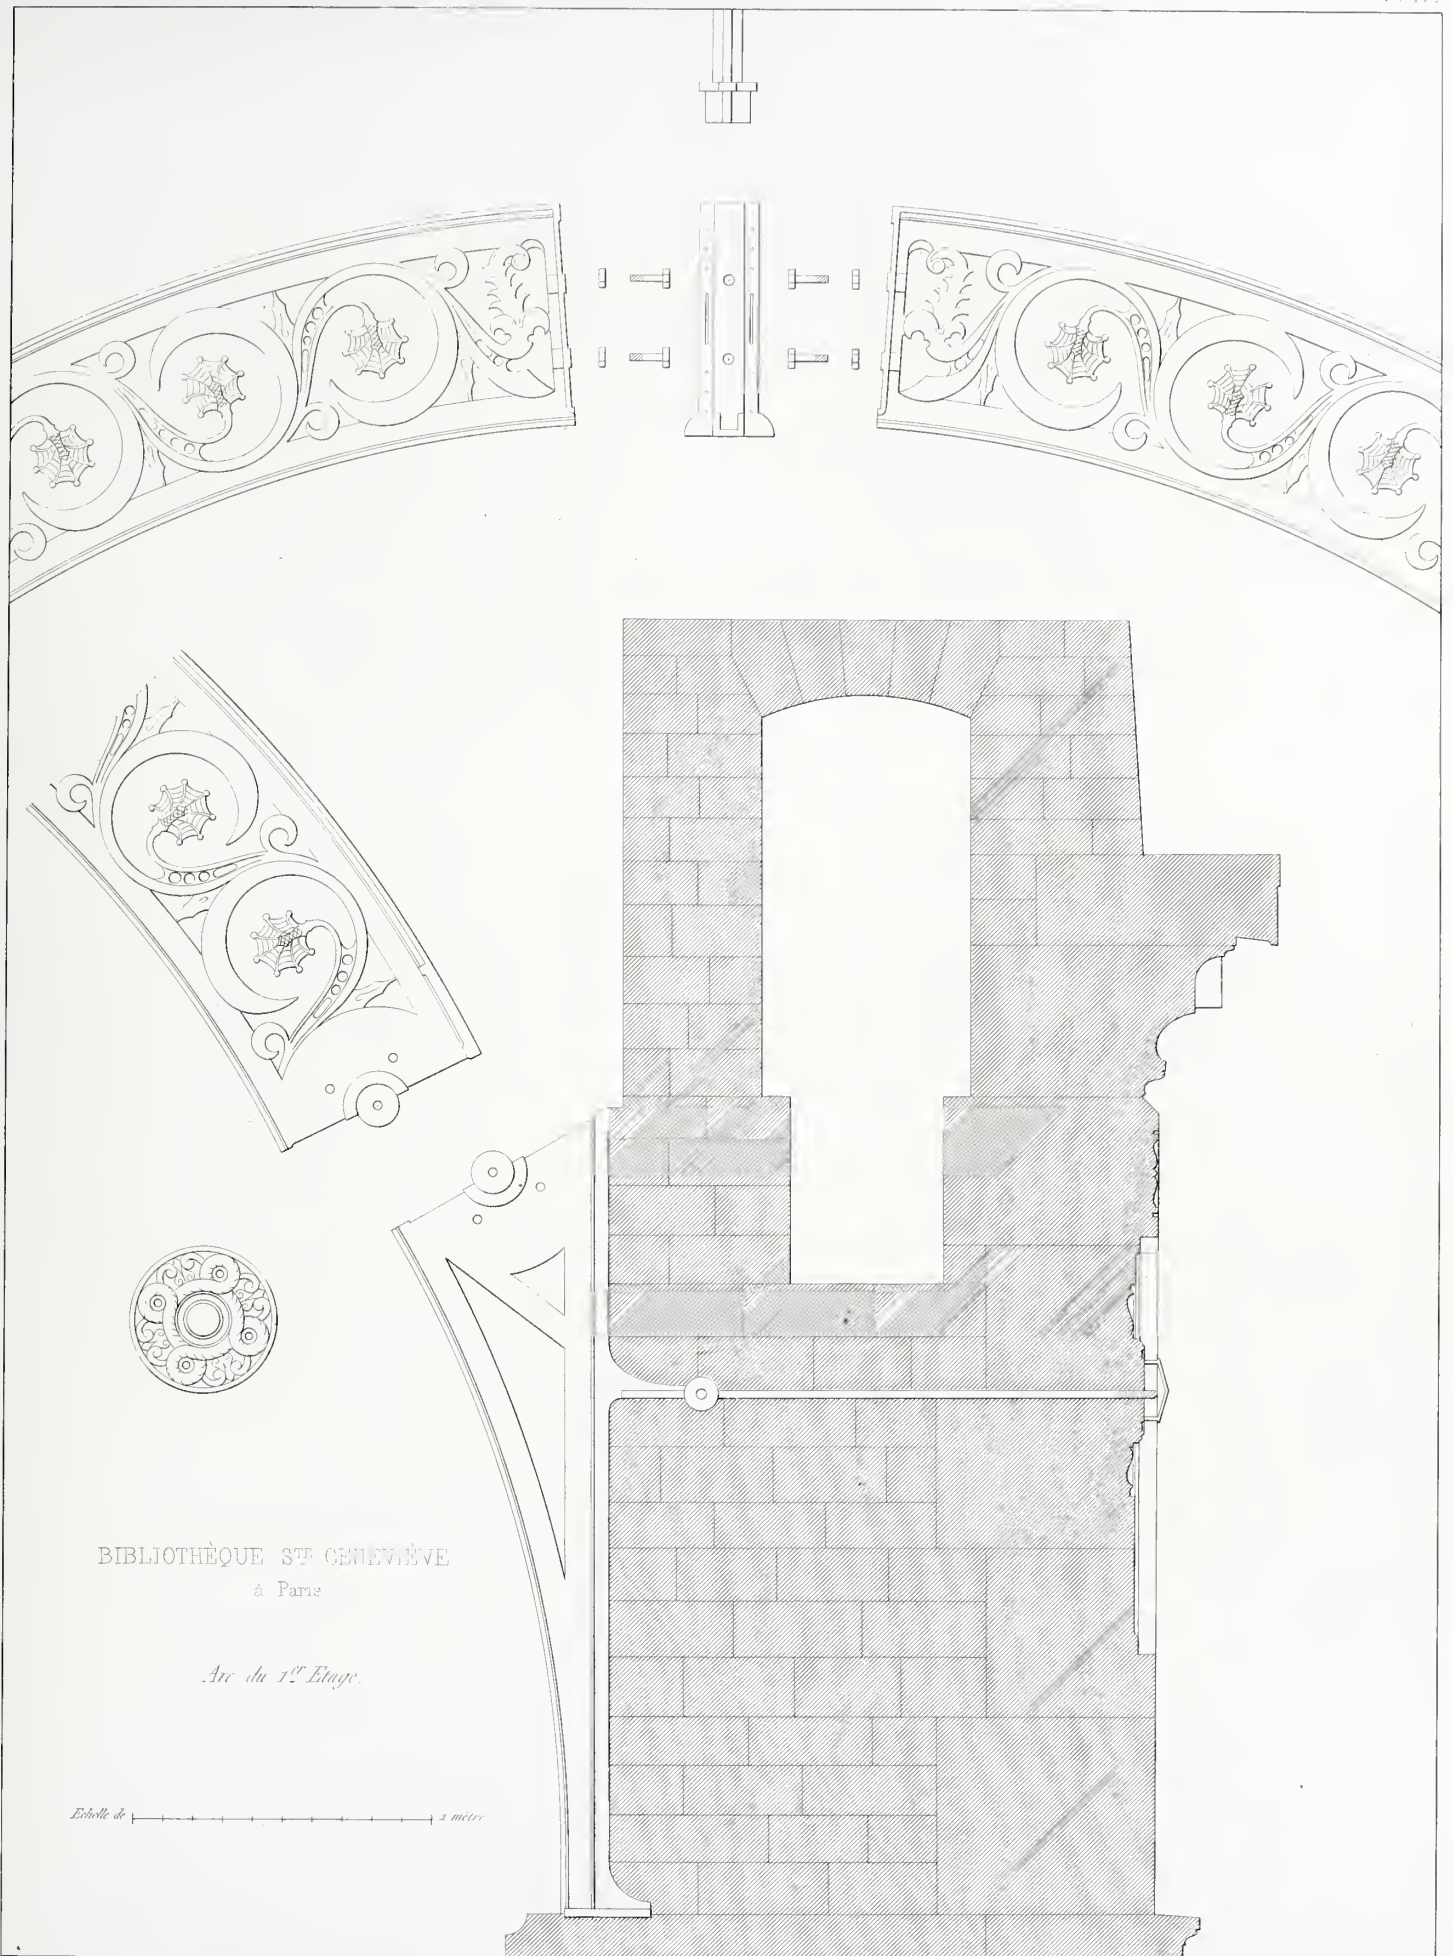 BIBLIOTHÈQUE STE GENEVIÈVE
à Paris
Arc du 1er Etage.
Echelle de
1 mètre